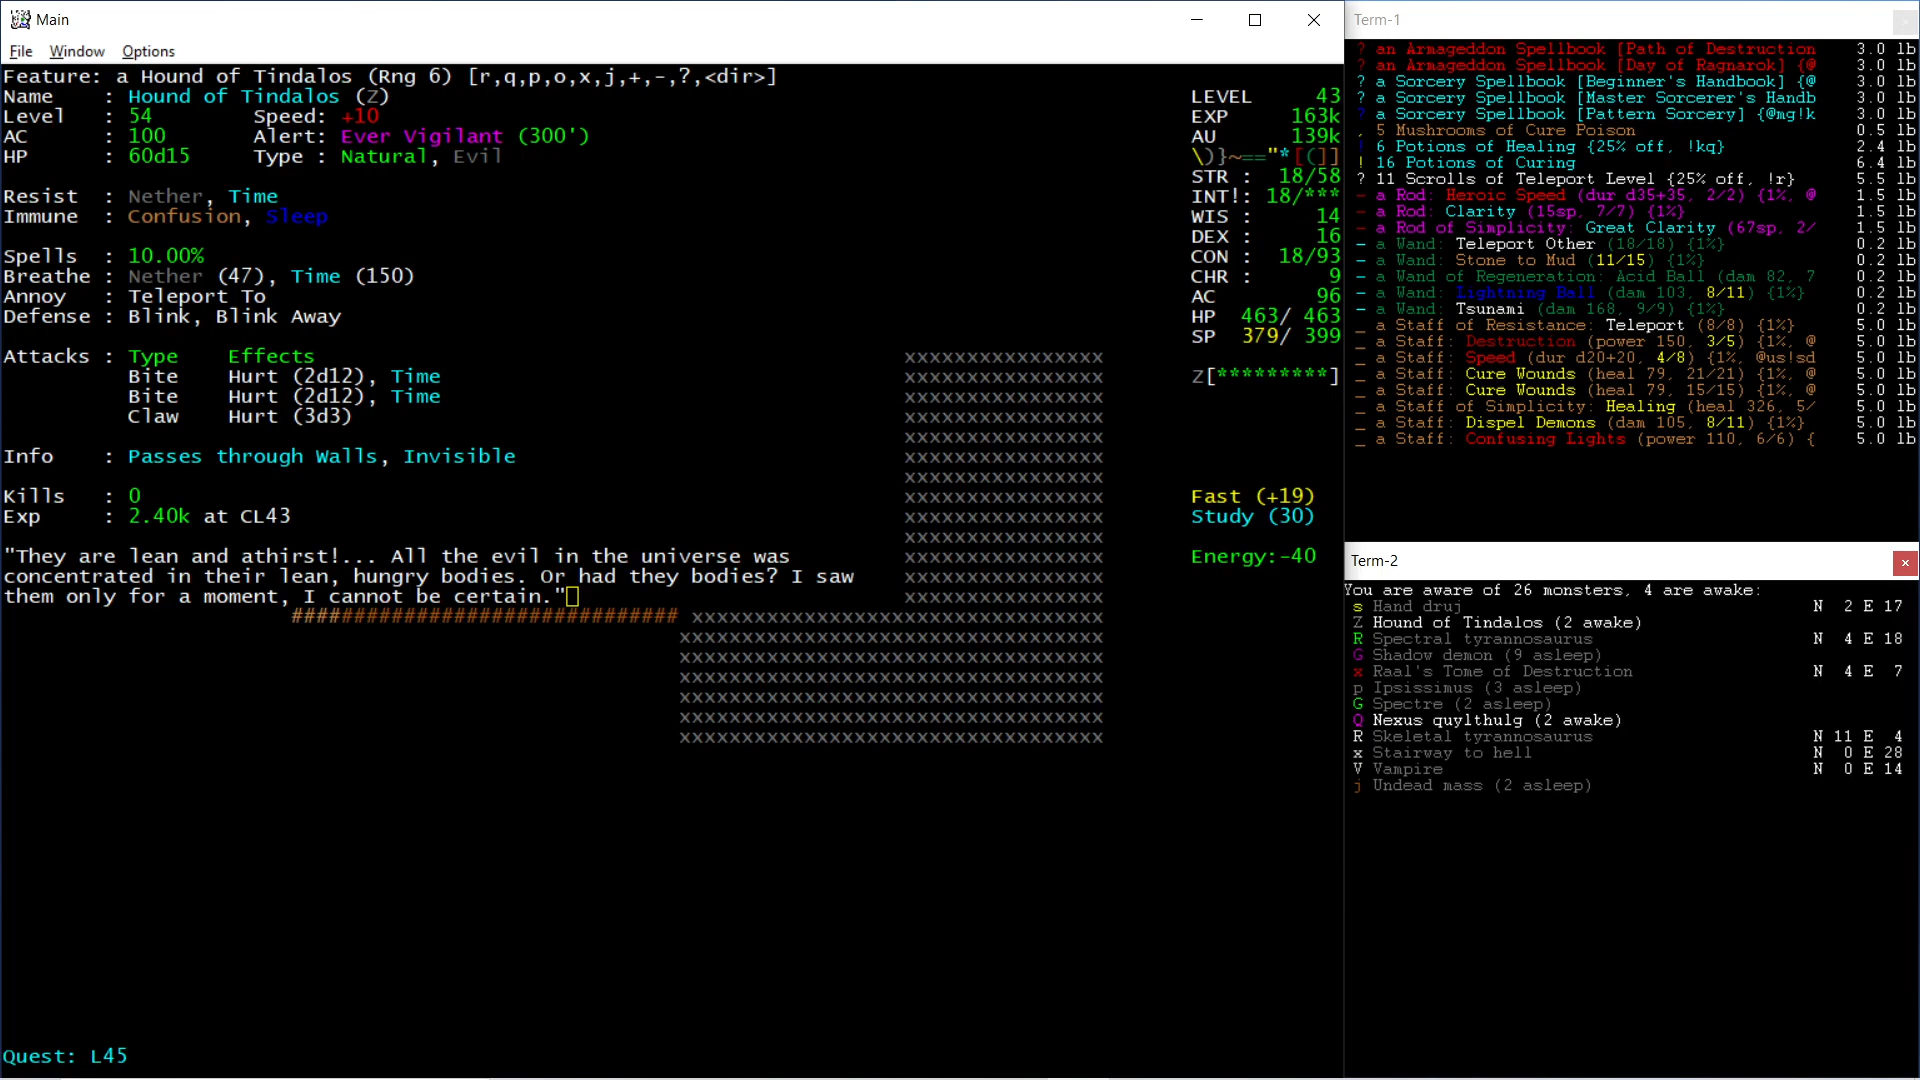 Main
File Window Options
Feature: a Hound of Tindalos (Rng 6) [r,q,p,o,x,j,+,-,?,<dir>]
Name : Hound of Tindalos (Z)
Level : 54 Speed: +10
AC : 100 Alert: Ever Vigilant (300')
HP : 60d15 Type : Natural, Evil
Resist : Nether, Time
Immune : Confusion, Sleep
Spells : 10.00%
Breathe : Nether (47), Time (150)
Annoy : Teleport To
Defense : Blink, Blink Away
Attacks : Type Effects
Bite Hurt (2d12), Time
Bite Hurt (2d12), Time
Claw Hurt (3d3)
Info : Passes through Walls, Invisible
Kills : 0
Exp : 2.40k at CL43
"They are lean and athirst!... All the evil in the universe was
concentrated in their lean, hungry bodies. Or had they bodies? I saw
them only for a moment, I cannot be certain."
LEVEL 43
EXP 163k
AU 139k
\)}~=="*[(]]
STR : 18/58
INT!: 18/***
WIS : 14
DEX : 16
CON : 18/93
CHR : 9
AC 96
HP 463/ 463
SP 379/ 399
Z[*********]
Fast (+19)
Study (30)
Energy:-40
Quest: L45
Term-1
? an Armageddon Spellbook [Path of Destruction 3.0 lb
? an Armageddon Spellbook [Day of Ragnarok] {@ 3.0 lb
? a Sorcery Spellbook [Beginner's Handbook] {@ 3.0 lb
? a Sorcery Spellbook [Master Sorcerer's Handb 3.0 lb
? a Sorcery Spellbook [Pattern Sorcery] {@mg!k 3.0 lb
, 5 Mushrooms of Cure Poison 0.5 lb
! 6 Potions of Healing {25% off, !kq} 2.4 lb
! 16 Potions of Curing 6.4 lb
? 11 Scrolls of Teleport Level {25% off, !r} 5.5 lb
- a Rod: Heroic Speed (dur d35+35, 2/2) {1%, @ 1.5 lb
- a Rod: Clarity (15sp, 7/7) {1%} 1.5 lb
- a Rod of Simplicity: Great Clarity (67sp, 2/ 1.5 lb
- a Wand: Teleport Other (18/18) {1%} 0.2 lb
- a Wand: Stone to Mud (11/15) {1%} 0.2 lb
- a Wand of Regeneration: Acid Ball (dam 82, 7 0.2 lb
- a Wand: Lightning Ball (dam 103, 8/11) {1%} 0.2 lb
- a Wand: Tsunami (dam 168, 9/9) {1%} 0.2 lb
_ a Staff of Resistance: Teleport (8/8) {1%} 5.0 lb
_ a Staff: Destruction (power 150, 3/5) {1%, @ 5.0 lb
_ a Staff: Speed (dur d20+20, 4/8) {1%, @us!sd 5.0 lb
_ a Staff: Cure Wounds (heal 79, 21/21) {1%, @ 5.0 lb
_ a Staff: Cure Wounds (heal 79, 15/15) {1%, @ 5.0 lb
_ a Staff of Simplicity: Healing (heal 326, 5/ 5.0 lb
_ a Staff: Dispel Demons (dam 105, 8/11) {1%} 5.0 lb
_ a Staff: Confusing Lights (power 110, 6/6) { 5.0 lb
Term-2
You are aware of 26 monsters, 4 are awake:
s Hand druj N 2 E 17
Z Hound of Tindalos (2 awake)
R Spectral tyrannosaurus N 4 E 18
G Shadow demon (9 asleep)
x Raal's Tome of Destruction N 4 E 7
p Ipsissimus (3 asleep)
G Spectre (2 asleep)
Q Nexus quylthulg (2 awake)
R Skeletal tyrannosaurus N 11 E 4
x Stairway to hell N 0 E 28
V Vampire N 0 E 14
j Undead mass (2 asleep)